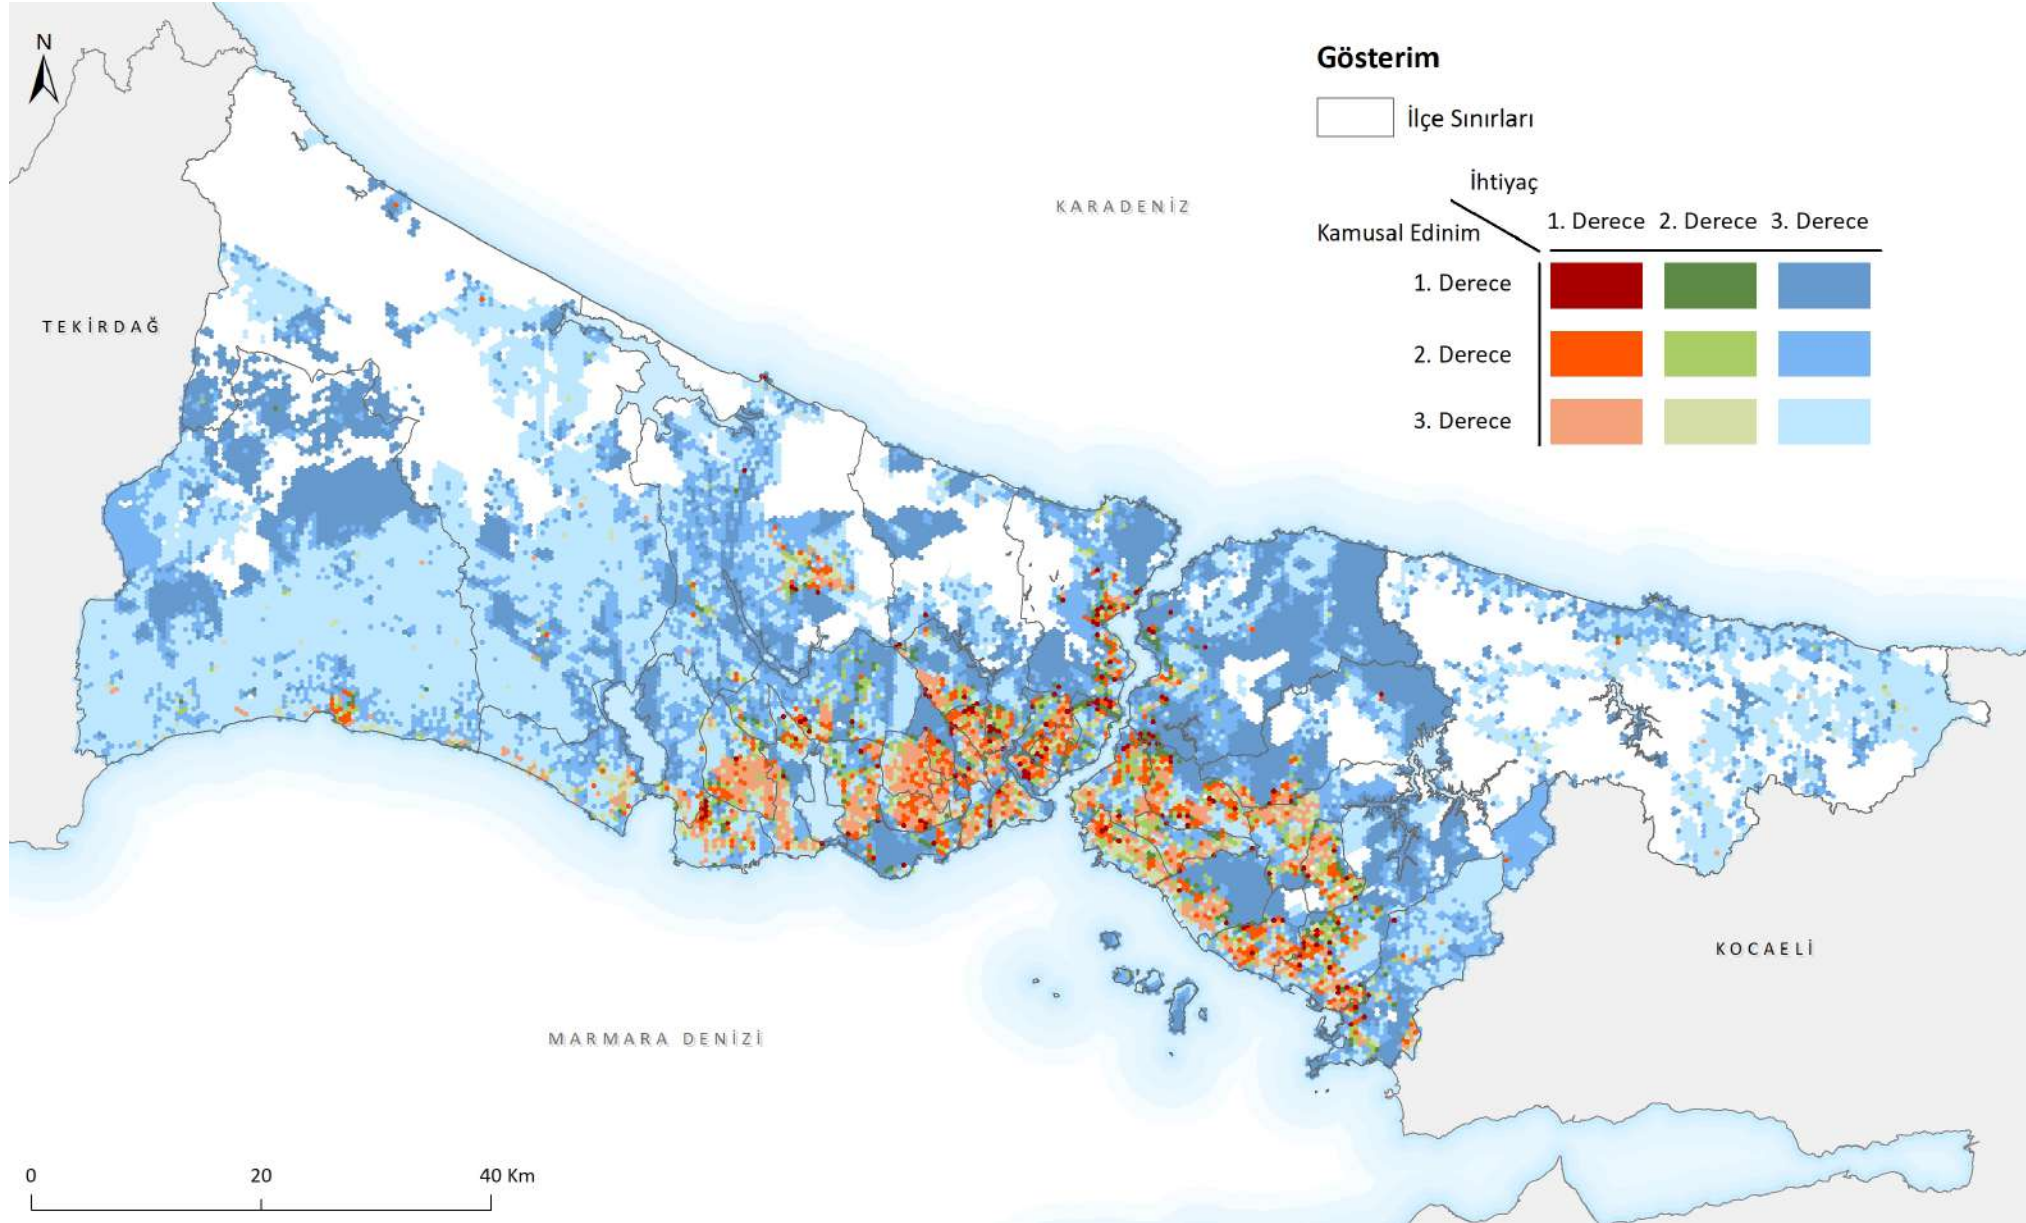 N
Gösterim
İlçe Sınırları
İhtiyaç
Kamusal Edinim
1. Derece 2. Derece 3. Derece
1. Derece
2. Derece
3. Derece
KARADENİZ
TEKİRDAĞ
KOCAELİ
MARMARA DENİZİ
0 20 40 Km